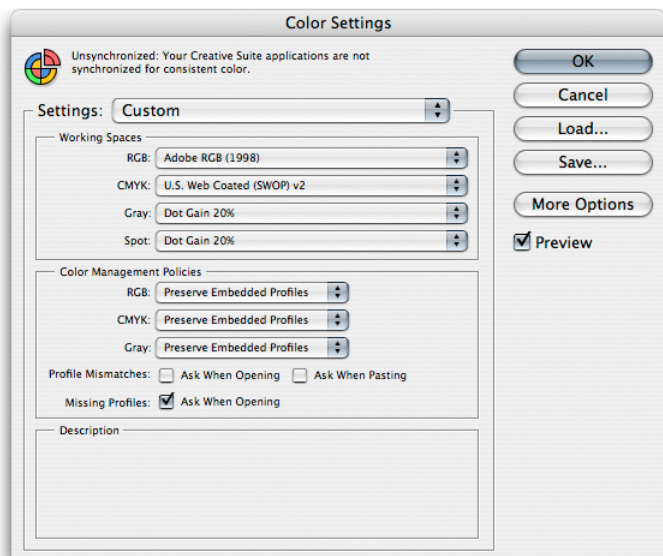 Color Settings
Unsynchronized: Your Creative Suite applications are not
synchronized for consistent color.
Settings: Custom
Working Spaces
RGB: Adobe RGB (1998)
CMYK: U.S. Web Coated (SWOP) v2
Gray: Dot Gain 20%
Spot: Dot Gain 20%
Color Management Policies
RGB: Preserve Embedded Profiles
CMYK: Preserve Embedded Profiles
Gray: Preserve Embedded Profiles
Profile Mismatches: Ask When Opening Ask When Pasting
Missing Profiles: Ask When Opening
Description
OK
Cancel
Load...
Save...
More Options
Preview